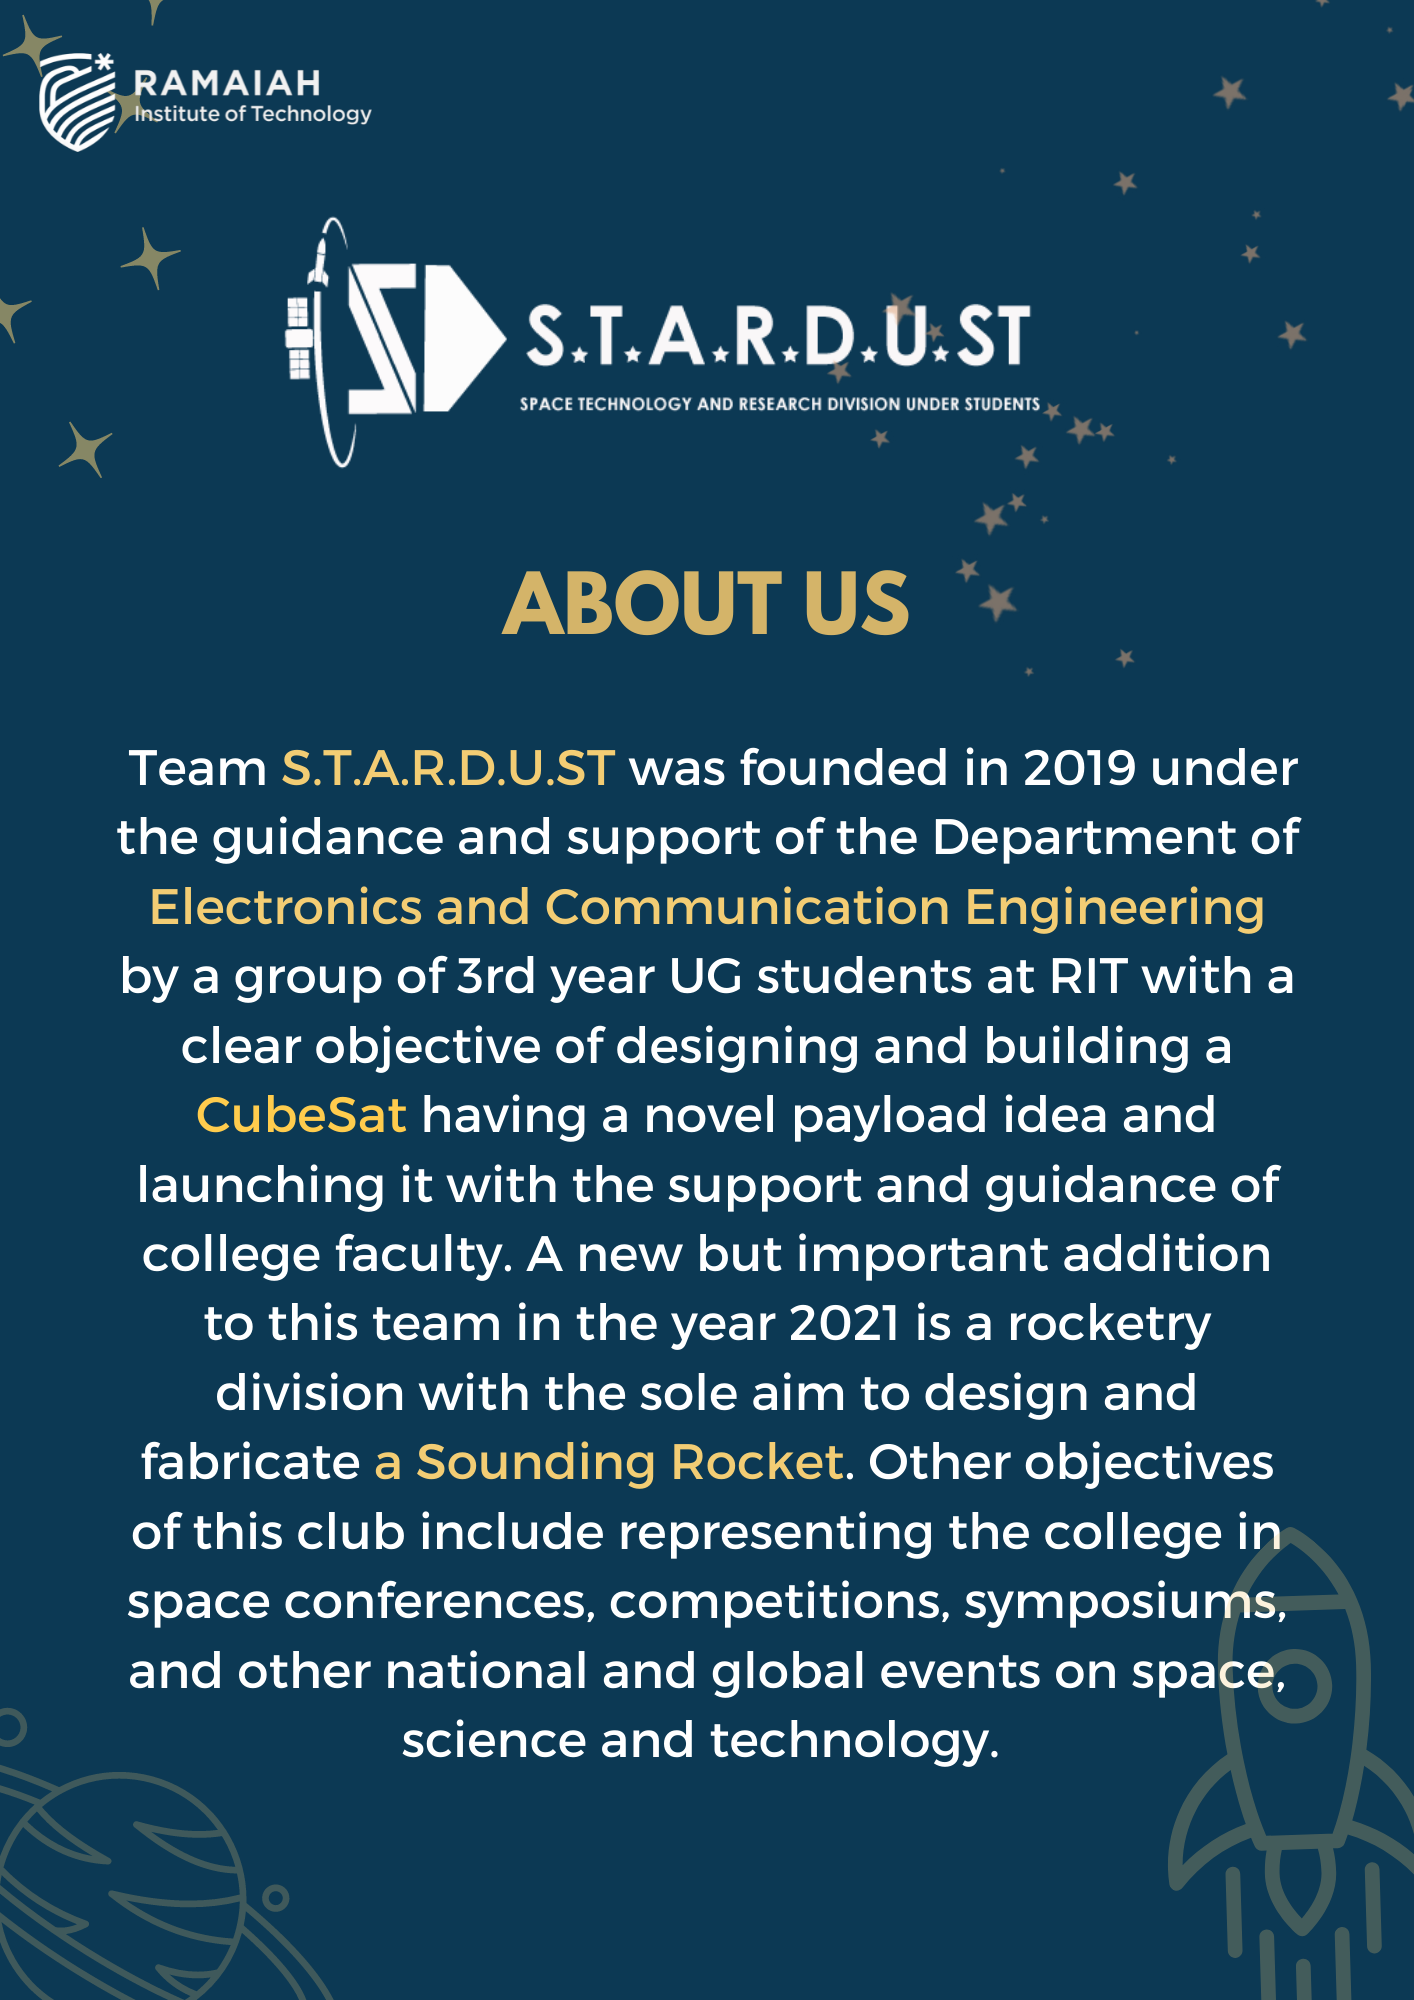 RAMAIAH
Institute of Technology
S.T.A.R.D.U.ST
SPACE TECHNOLOGY AND RESEARCH DIVISION UNDER STUDENTS
ABOUT US
Team S.T.A.R.D.U.ST was founded in 2019 under
the guidance and support of the Department of
Electronics and Communication Engineering
by a group of 3rd year UG students at RIT with a
clear objective of designing and building a
CubeSat having a novel payload idea and
launching it with the support and guidance of
college faculty. A new but important addition
to this team in the year 2021 is a rocketry
division with the sole aim to design and
fabricate a Sounding Rocket. Other objectives
of this club include representing the college in
space conferences, competitions, symposiums,
and other national and global events on space,
science and technology.